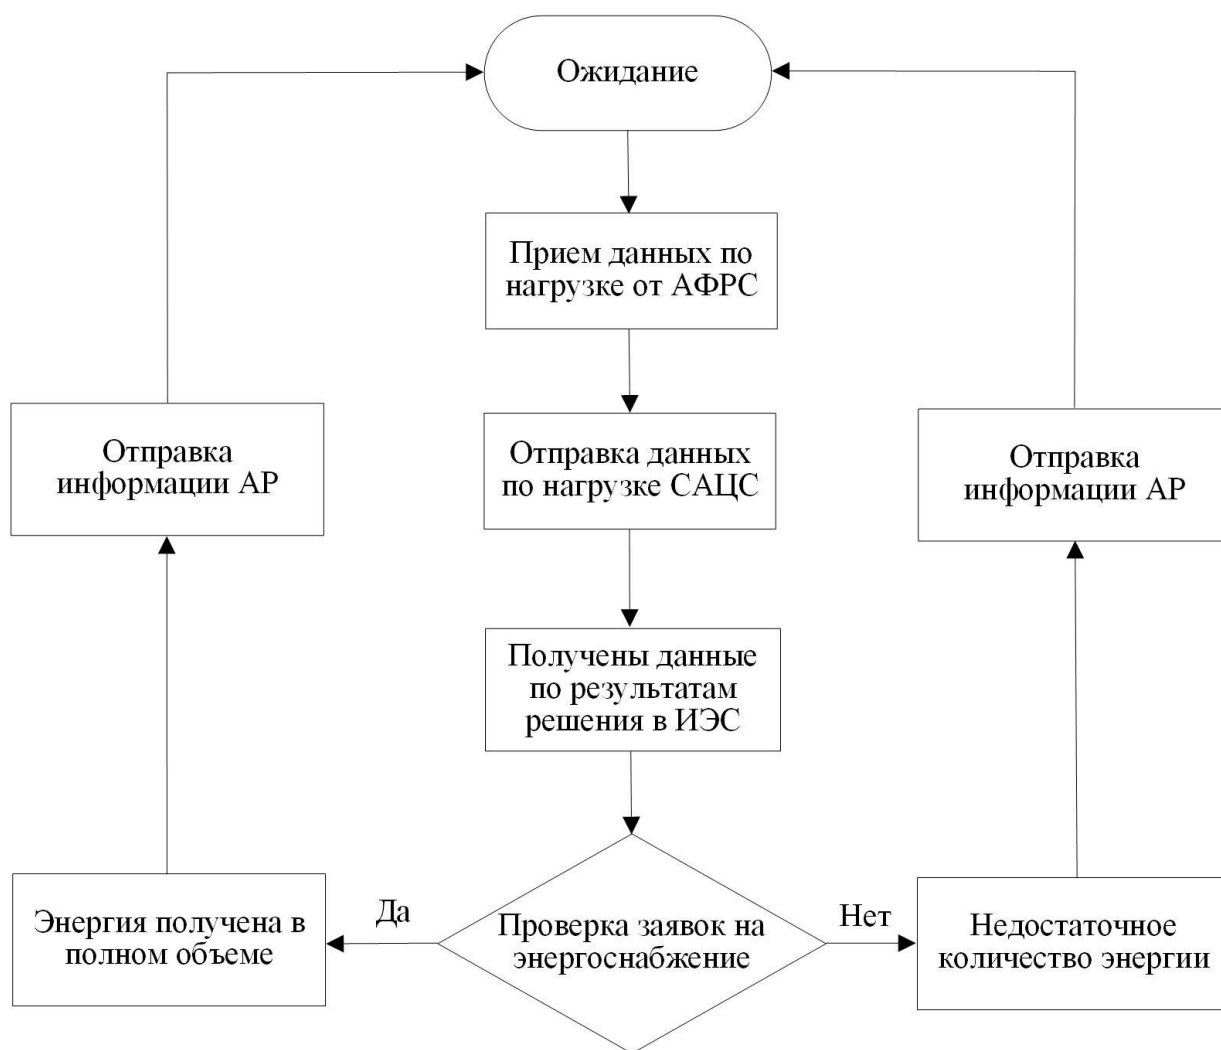 Ожидание
Прием данных по
нагрузке от АФРС
Отправка
информации АР
Отправка данных
по нагрузке САЦС
Отправка
информации АР
Получены данные
по результатам
решения в ИЭС
Энергия получена в
полном объеме
Да
Проверка заявок на
энергоснабжение
Нет
Недостаточное
количество энергии